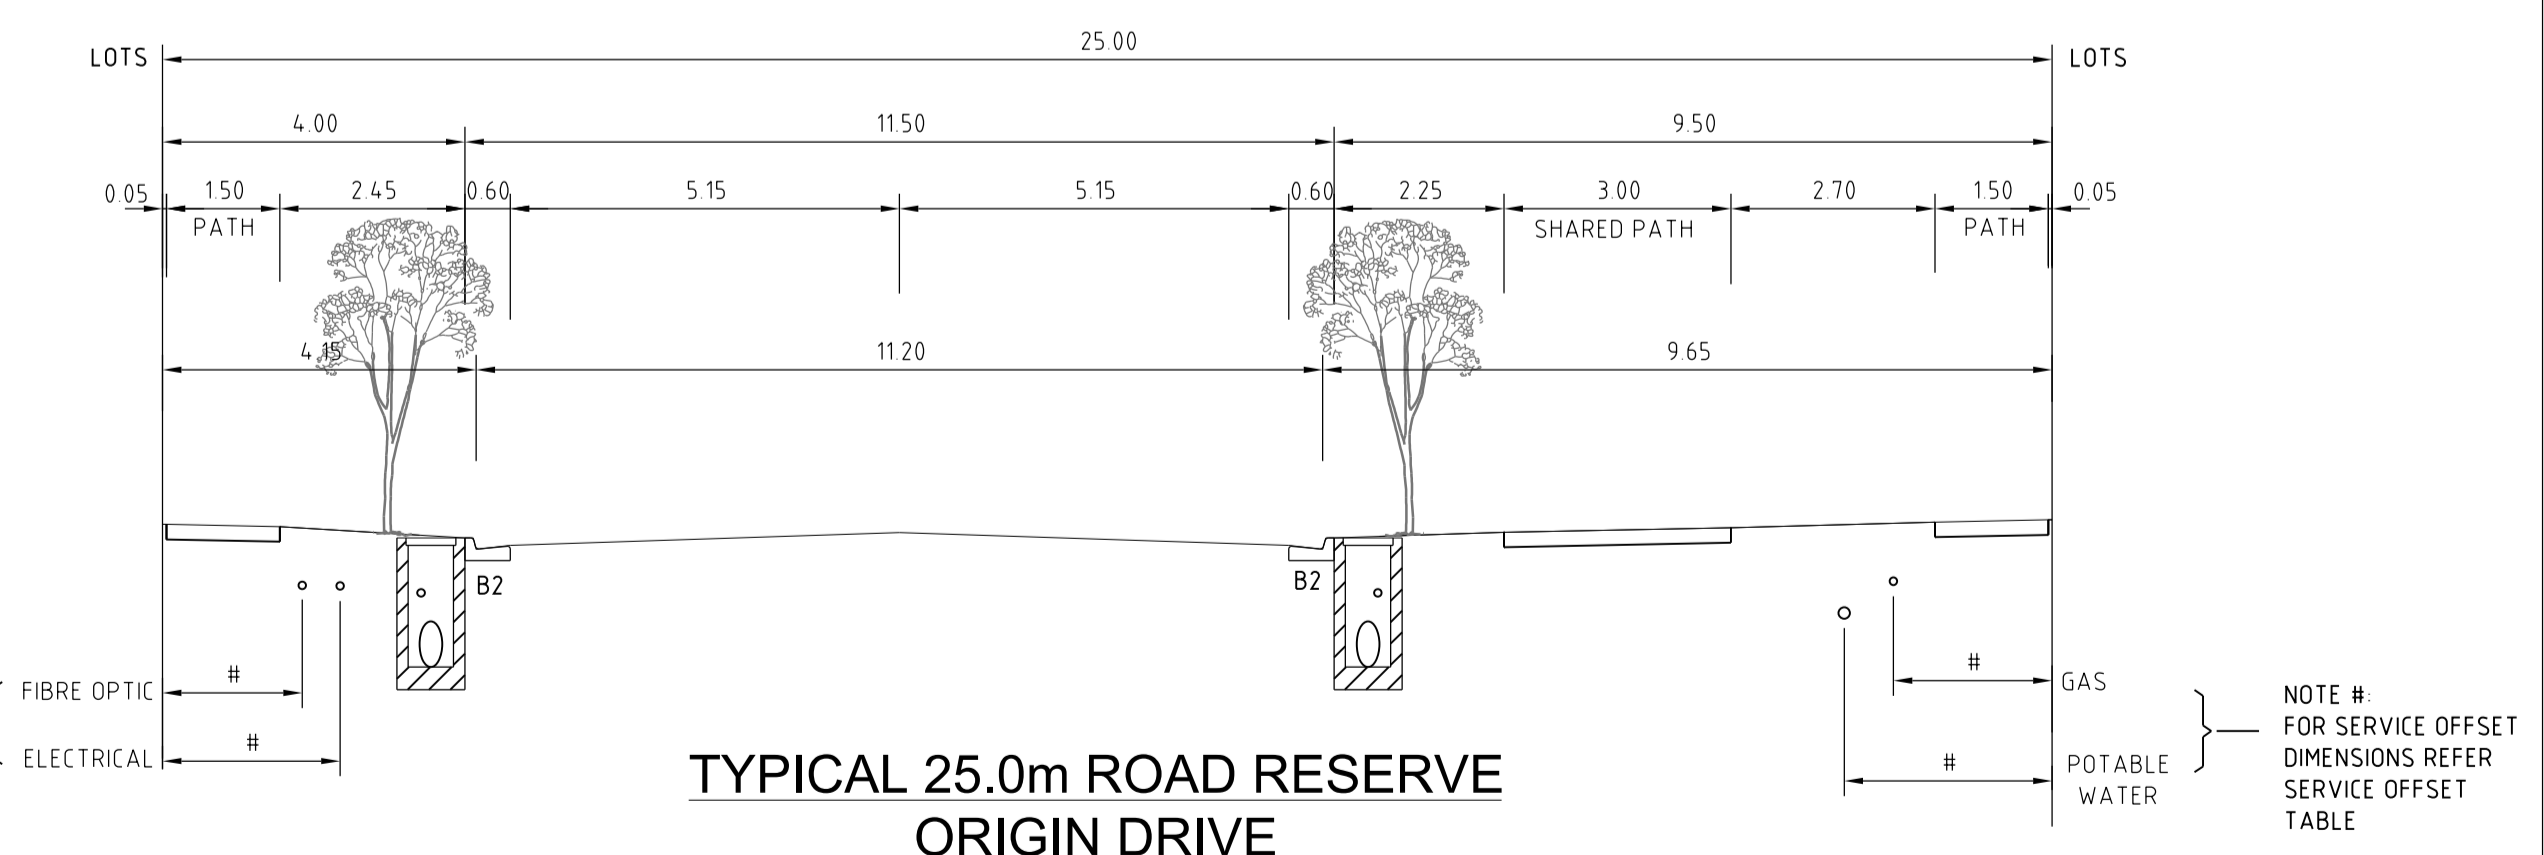 25.00
LOTS
LOTS
4.00
11.50
9.50
0.05
1.50
2.45
0.60
5.15
5.15
0.60
2.25
3.00
2.70
1.50
0.05
PATH
SHARED PATH
PATH
4.15
11.20
9.65
B2
B2
#
FIBRE OPTIC
#
ELECTRICAL
#
GAS
#
POTABLE
WATER
NOTE #:
FOR SERVICE OFFSET
DIMENSIONS REFER
SERVICE OFFSET
TABLE
TYPICAL 25.0m ROAD RESERVE
ORIGIN DRIVE